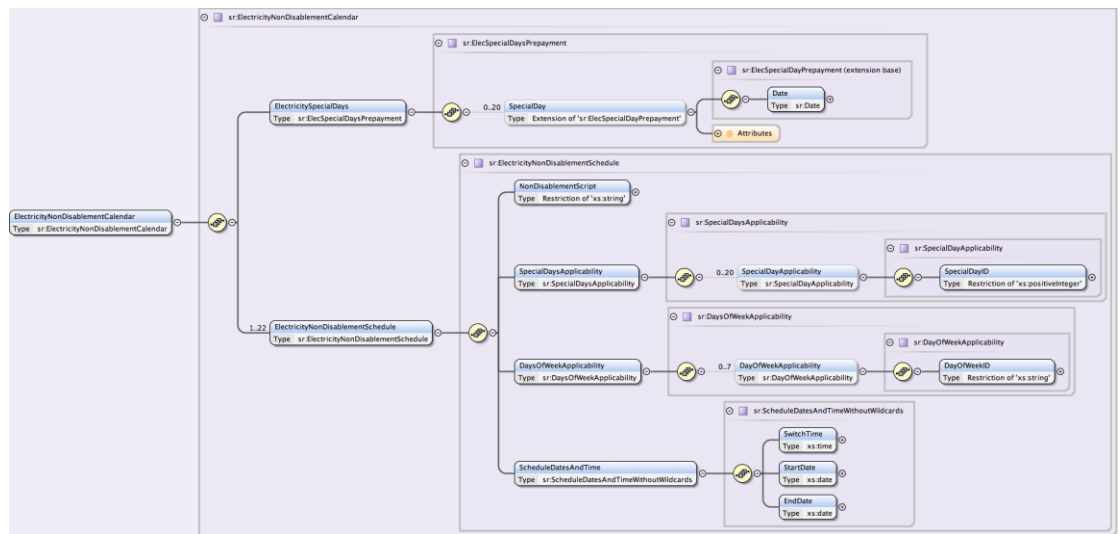 sr:ElectricityNonDisablementCalendar
sr:ElecSpecialDaysPrepayment
sr:ElecSpecialDayPrepayment (extension base)
ElectricitySpecialDays
Type sr:ElecSpecialDaysPrepayment
0..20
SpecialDay
Type Extension of 'sr:ElecSpecialDayPrepayment'
Date
Type sr:Date
@ Attributes
sr:ElectricityNonDisablementSchedule
NonDisablementScript
Type Restriction of 'xs:string'
ElectricityNonDisablementCalendar
Type sr:ElectricityNonDisablementCalendar
sr:SpecialDaysApplicability
sr:SpecialDayApplicability
SpecialDaysApplicability
Type sr:SpecialDaysApplicability
0..20
SpecialDayApplicability
Type sr:SpecialDayApplicability
SpecialDayID
Type Restriction of 'xs:positiveInteger'
1..22
ElectricityNonDisablementSchedule
Type sr:ElectricityNonDisablementSchedule
sr:DaysOfWeekApplicability
sr:DayOfWeekApplicability
DaysOfWeekApplicability
Type sr:DaysOfWeekApplicability
0..7
DayOfWeekApplicability
Type sr:DayOfWeekApplicability
DayOfWeekID
Type Restriction of 'xs:string'
sr:ScheduleDatesAndTimeWithoutWildcards
ScheduleDatesAndTime
Type sr:ScheduleDatesAndTimeWithoutWildcards
SwitchTime
Type xs:time
StartDate
Type xs:date
EndDate
Type xs:date